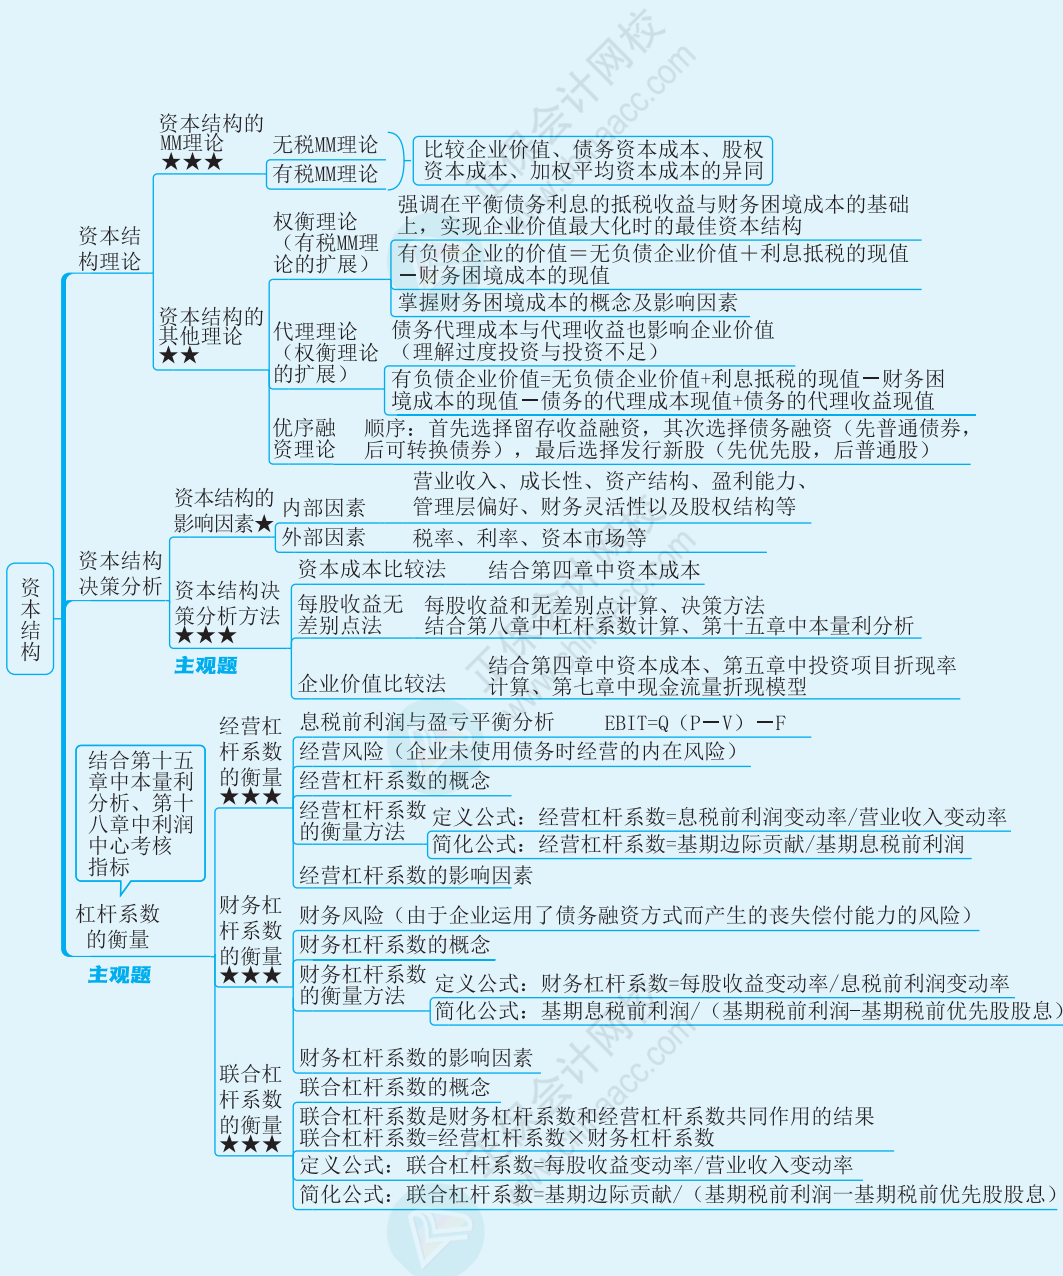 资本结构
资本结
构理论
资本结构的
MM理论
★★★
无税MM理论
有税MM理论
比较企业价值、债务资本成本、股权
资本成本、加权平均资本成本的异同
资本结构的
其他理论
★★
权衡理论
（有税MM理
论的扩展）
强调在平衡债务利息的抵税收益与财务困境成本的基础
上，实现企业价值最大化时的最佳资本结构
有负债企业的价值＝无负债企业价值＋利息抵税的现值
－财务困境成本的现值
掌握财务困境成本的概念及影响因素
代理理论
（权衡理论
的扩展）
债务代理成本与代理收益也影响企业价值
（理解过度投资与投资不足）
有负债企业价值=无负债企业价值+利息抵税的现值－财务困
境成本的现值－债务的代理成本现值+债务的代理收益现值
优序融
资理论
顺序：首先选择留存收益融资，其次选择债务融资（先普通债券，
后可转换债券），最后选择发行新股（先优先股，后普通股）
资本结构
决策分析
资本结构的
影响因素★
内部因素
营业收入、成长性、资产结构、盈利能力、
管理层偏好、财务灵活性以及股权结构等
外部因素
税率、利率、资本市场等
资本结构决
策分析方法
★★★
主观题
资本成本比较法
结合第四章中资本成本
每股收益无
差别点法
每股收益和无差别点计算、决策方法
结合第八章中杠杆系数计算、第十五章中本量利分析
企业价值比较法
结合第四章中资本成本、第五章中投资项目折现率
计算、第七章中现金流量折现模型
结合第十五
章中本量利
分析、第十
八章中利润
中心考核
指标
杠杆系数
的衡量
主观题
经营杠
杆系数
的衡量
★★★
息税前利润与盈亏平衡分析
EBIT=Q（P－V）－F
经营风险（企业未使用债务时经营的内在风险）
经营杠杆系数的概念
经营杠杆系数
的衡量方法
定义公式：经营杠杆系数=息税前利润变动率/营业收入变动率
简化公式：经营杠杆系数=基期边际贡献/基期息税前利润
经营杠杆系数的影响因素
财务杠
杆系数
的衡量
★★★
财务风险（由于企业运用了债务融资方式而产生的丧失偿付能力的风险）
财务杠杆系数的概念
财务杠杆系数
的衡量方法
定义公式：财务杠杆系数=每股收益变动率/息税前利润变动率
简化公式：基期息税前利润/（基期税前利润-基期税前优先股股息）
财务杠杆系数的影响因素
联合杠
杆系数
的衡量
★★★
联合杠杆系数的概念
联合杠杆系数是财务杠杆系数和经营杠杆系数共同作用的结果
联合杠杆系数=经营杠杆系数×财务杠杆系数
定义公式：联合杠杆系数=每股收益变动率/营业收入变动率
简化公式：联合杠杆系数=基期边际贡献/（基期税前利润一基期税前优先股股息）